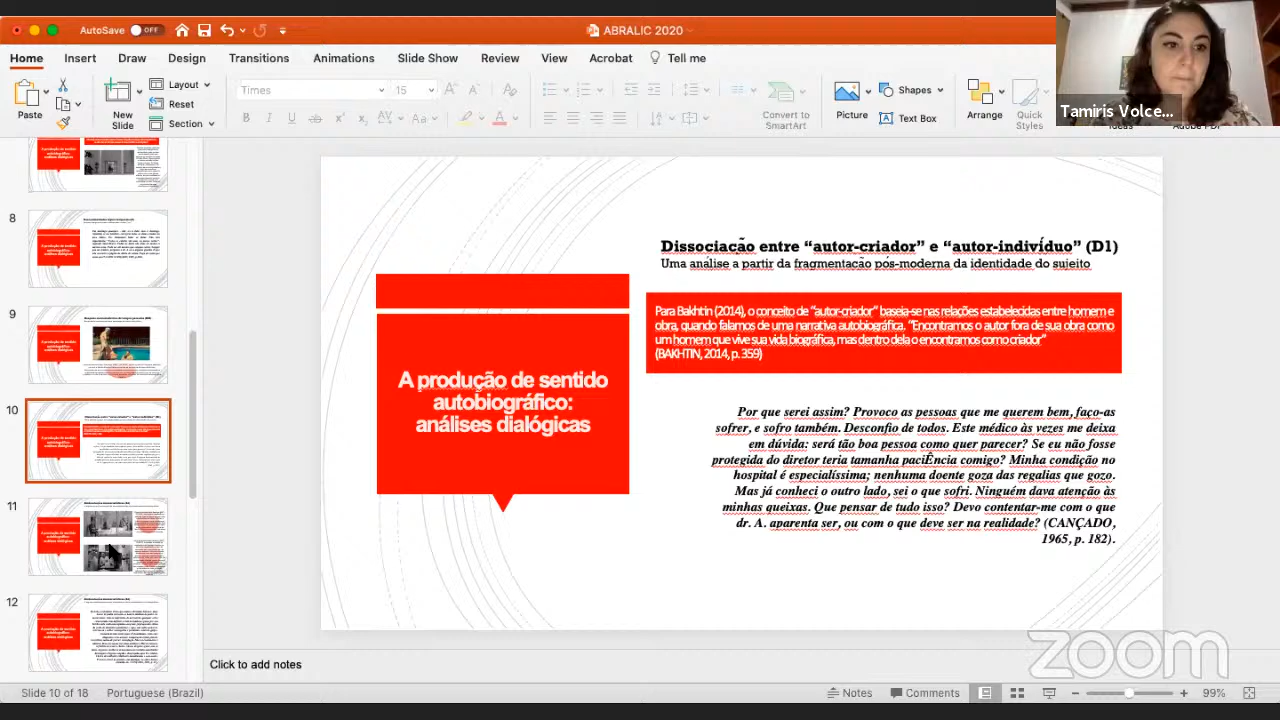 AutoSave OFF
ABRALIC 2020
Home Insert Draw Design Transitions Animations Slide Show Review View Acrobat Tell me
Paste
New
Slide
Layout
Reset
Section
Times 15
Convert to
SmartArt
Picture
Shapes
Text Box
Arrange
Quick
Styles
Tamiris Volce...
8
9
10
11
12
Dissociação entre “autor-criador” e “autor-indivíduo” (D1)
Uma análise a partir da fragmentação pós-moderna da identidade do sujeito
A produção de sentido
autobiográfico:
análises dialógicas
Para Bakhtin (2014), o conceito de “autor-criador” baseia-se nas relações estabelecidas entre homem e
obra, quando falamos de uma narrativa autobiográfica. “Encontramos o autor fora de sua obra como
um homem que vive sua vida biográfica, mas dentro dela o encontramos como criador”
(BAKHTIN, 2014, p. 359)
Por que serei assim? Provoco as pessoas que me querem bem, faço-as
sofrer, e sofro também. Desconfio de todos. Esse médico às vezes me deixa
em dúvida: será tão boa pessoa como quer parecer? Se eu não fosse
protegida do diretor teria tamanha paciÊncia comigo? Minha condição no
hospital é especialíssima; nenhuma doente goza das regalias que gozo.
Mas já conheci o outro lado, sei o que sofri. Ninguém dava atenção às
minhas queixas. Que pensar de tudo isso? Devo contentar-me com o que
dr. A. aparenta ser, ou com o que deve ser na realidade? (CANÇADO,
1965, p. 182).
zoom
Click to add notes
Slide 10 of 18 Portuguese (Brazil) Notes Comments 99%